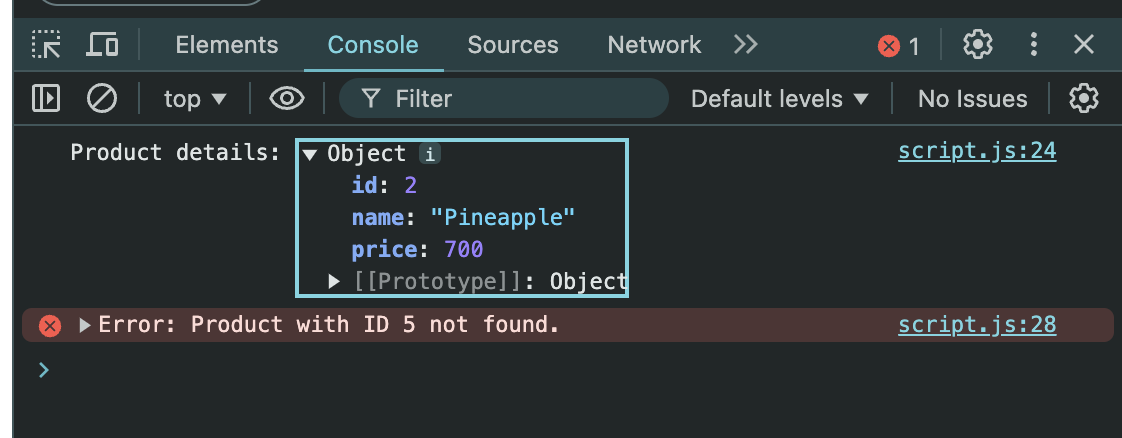 Elements Console Sources Network 1
top Filter Default levels No Issues
Product details: Object i script.js:24
id: 2
name: "Pineapple"
price: 700
[[Prototype]]: Object
Error: Product with ID 5 not found. script.js:28